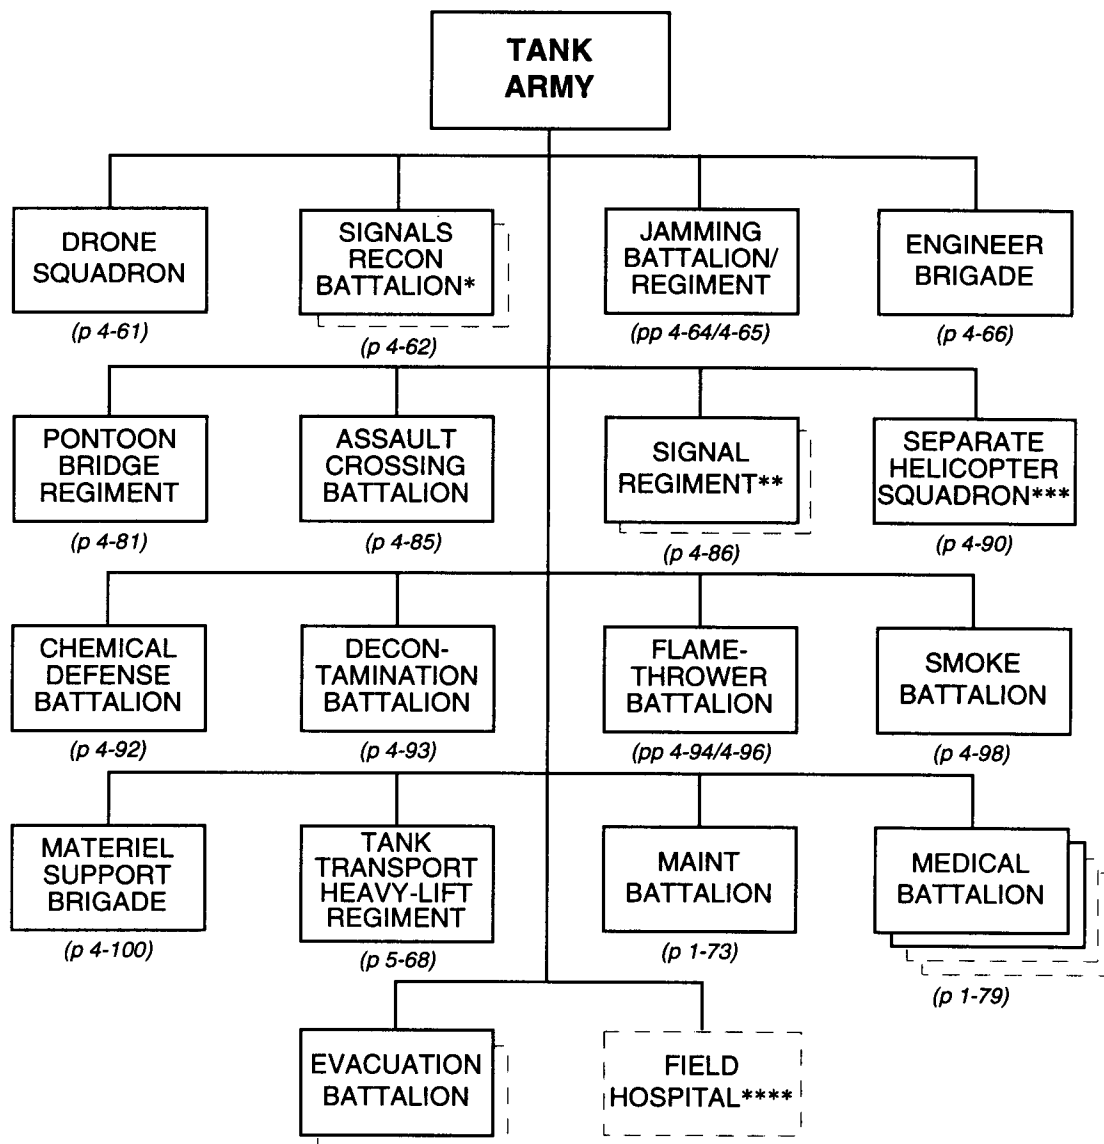 TANK
ARMY
DRONE
SQUADRON
(p 4-61)
SIGNALS
RECON
BATTALION*
(p 4-62)
JAMMING
BATTALION/
REGIMENT
(pp 4-64/4-65)
ENGINEER
BRIGADE
(p 4-66)
PONTOON
BRIDGE
REGIMENT
(p 4-81)
ASSAULT
CROSSING
BATTALION
(p 4-85)
SIGNAL
REGIMENT**
(p 4-86)
SEPARATE
HELICOPTER
SQUADRON***
(p 4-90)
CHEMICAL
DEFENSE
BATTALION
(p 4-92)
DECON-
TAMINATION
BATTALION
(p 4-93)
FLAME-
THROWER
BATTALION
(pp 4-94/4-96)
SMOKE
BATTALION
(p 4-98)
MATERIEL
SUPPORT
BRIGADE
(p 4-100)
TANK
TRANSPORT
HEAVY-LIFT
REGIMENT
(p 5-68)
MAINT
BATTALION
(p 1-73)
MEDICAL
BATTALION
(p 1-79)
EVACUATION
BATTALION
FIELD
HOSPITAL****